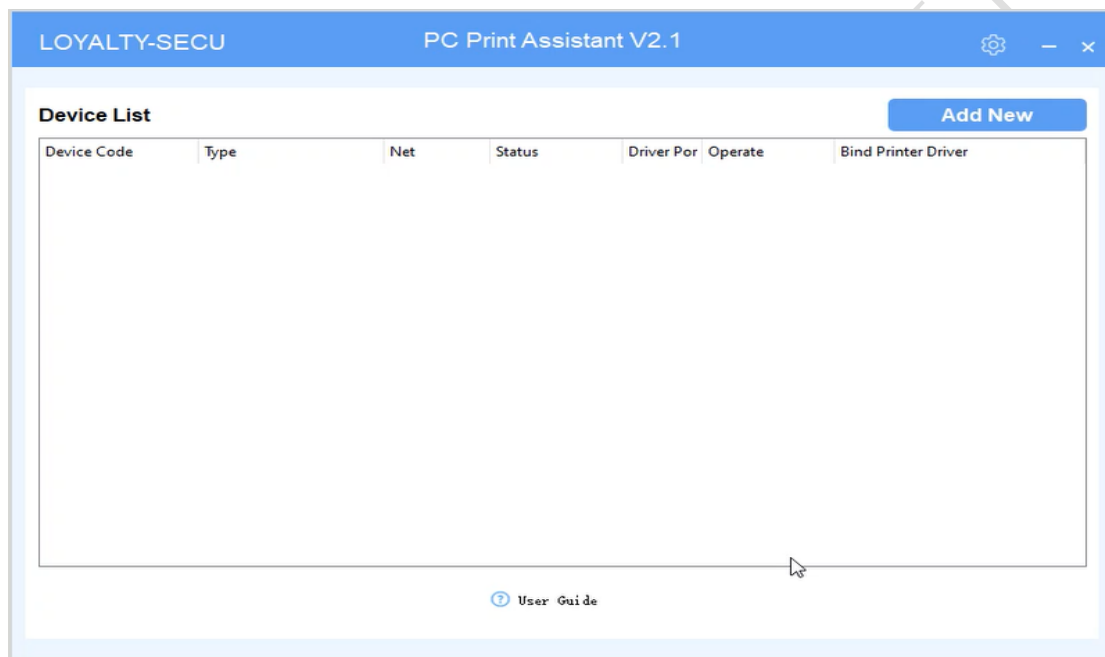 LOYALTY-SECU PC Print Assistant V2.1
Device List Add New
Device Code Type Net Status Driver Por Operate Bind Printer Driver
User Guide